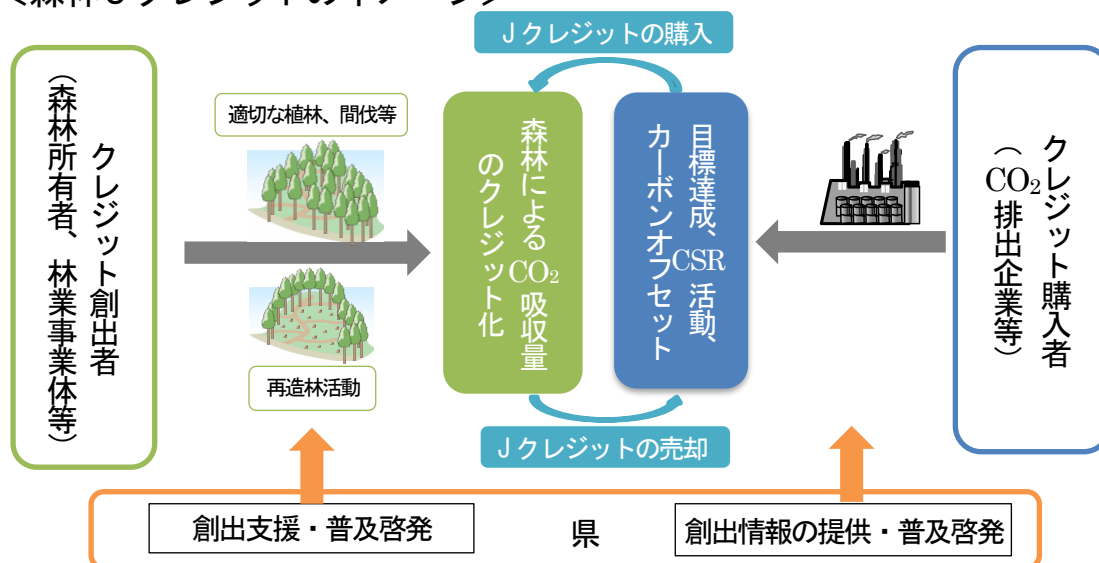 Jクレジットの購入
クレジット創出者
（森林所有者、林業事業体等）
適切な植林、間伐等
再造林活動
森林によるCO₂吸収量
のクレジット化
目標達成、CSR活動、
カーボンオフセット
クレジット購入者
（CO₂排出企業等）
Jクレジットの売却
創出支援・普及啓発
県
創出情報の提供・普及啓発